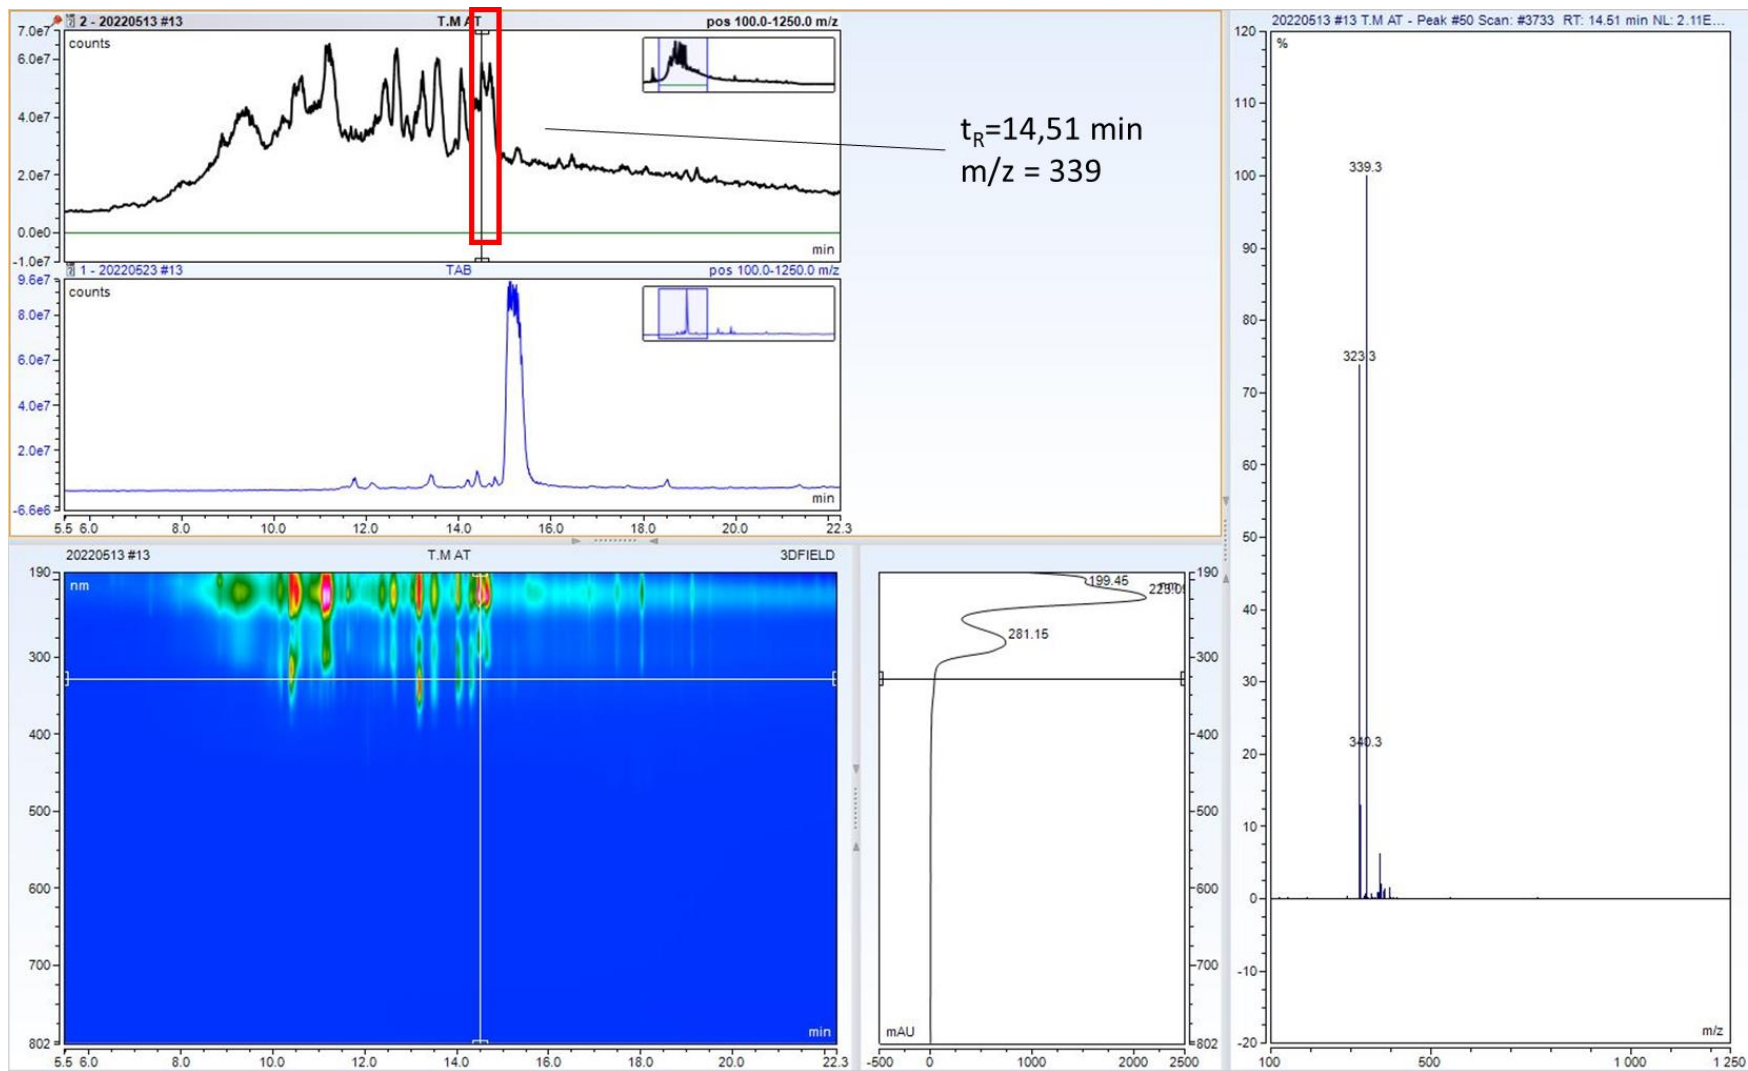 2 - 20220513 #13 T.M AT pos 100.0-1250.0 m/z
counts
7.0e7
6.0e7
4.0e7
2.0e7
0.0e0
-1.0e7
min
tR=14,51 min
m/z = 339
1 - 20220523 #13 TAB pos 100.0-1250.0 m/z
counts
9.6e7
8.0e7
6.0e7
4.0e7
2.0e7
-6.6e6
min
5.5 6.0 8.0 10.0 12.0 14.0 16.0 18.0 20.0 22.3
20220513 #13 T.M AT 3DFIELD
nm
190
300
400
500
600
700
802
min
5.5 6.0 8.0 10.0 12.0 14.0 16.0 18.0 20.0 22.3
199.45
281.15
190
300
400
500
600
700
802
mAU
-500 0 1000 2000 2500
20220513 #13 T.M AT - Peak #50 Scan: #3733 RT: 14.51 min NL: 2.11E...
%
120
110
100
90
80
70
60
50
40
30
20
10
0
-10
-20
339.3
323.3
340.3
m/z
100 500 1 000 1 250